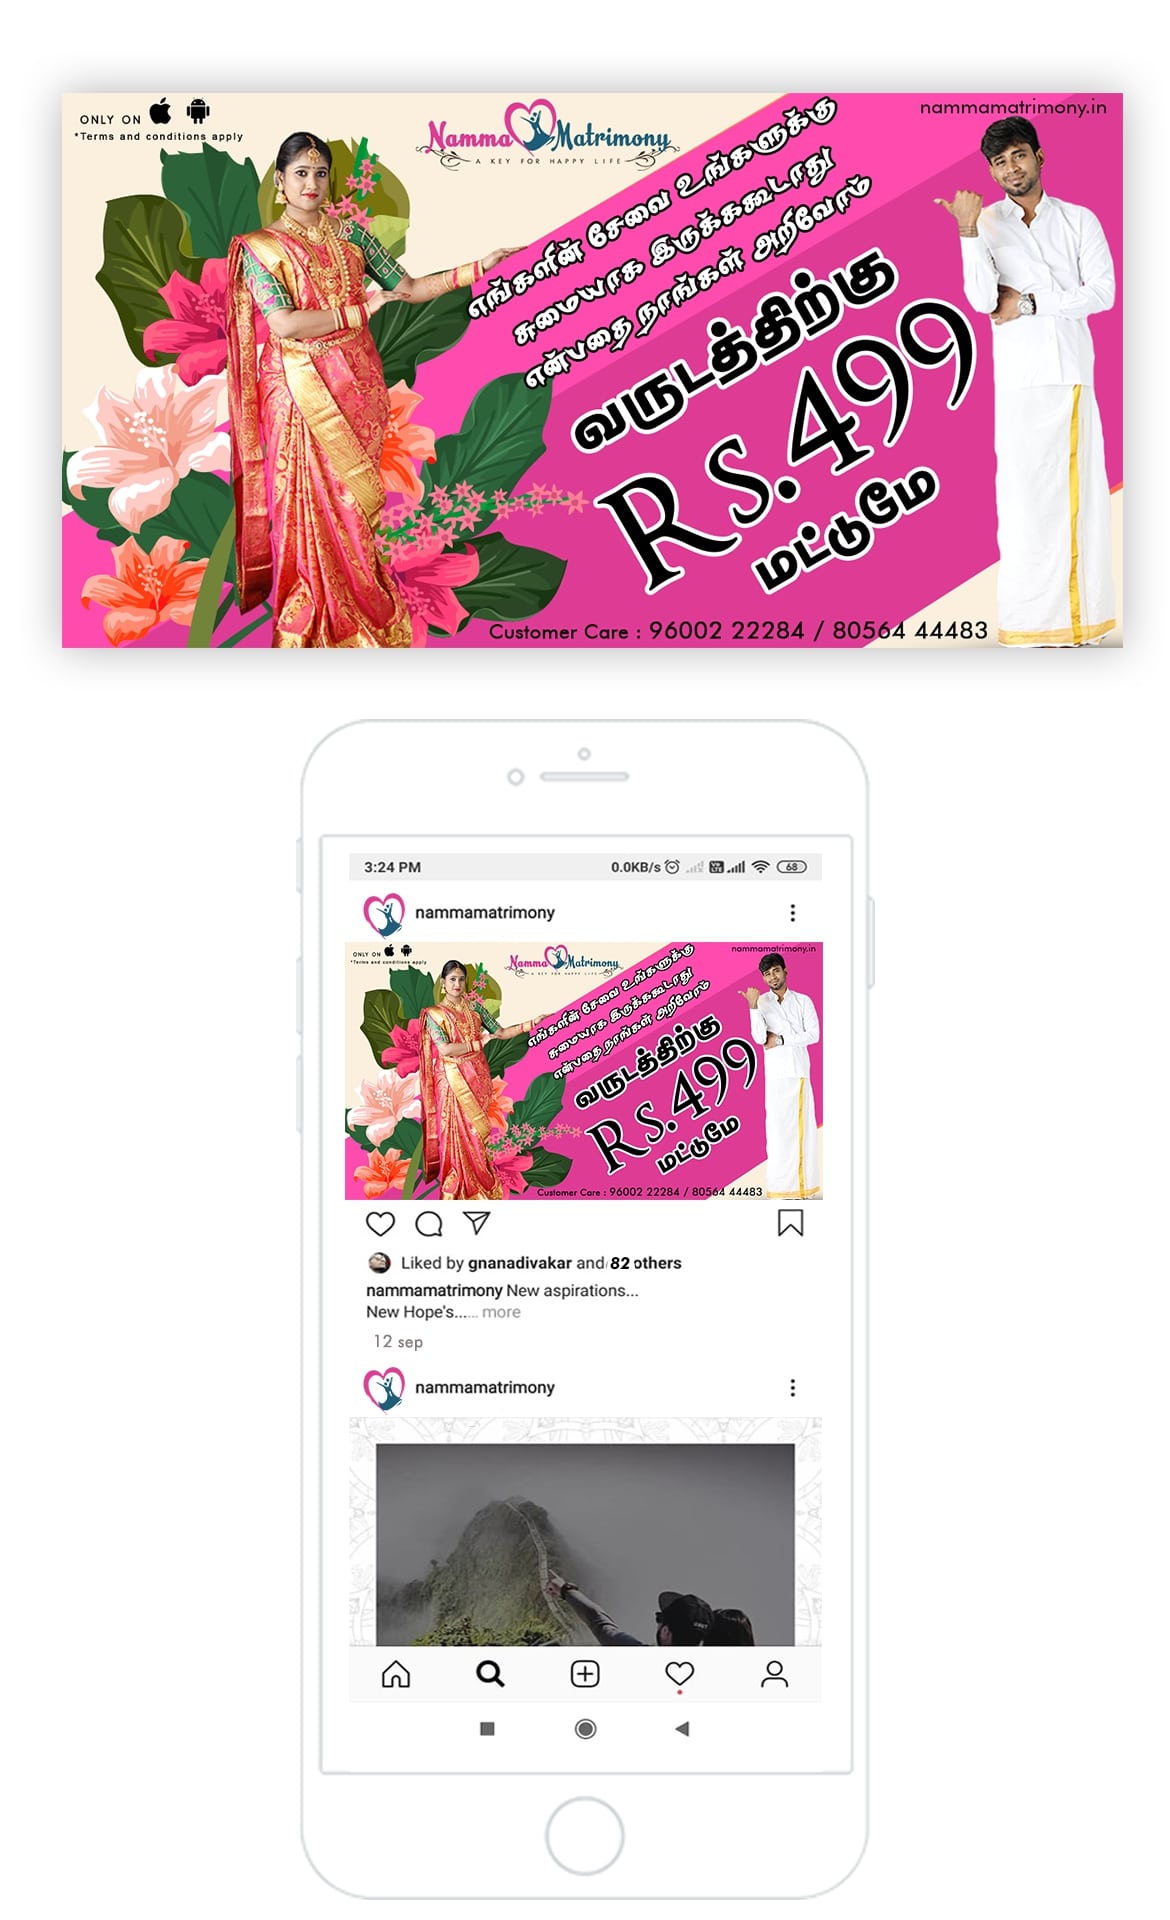 ONLY ON
*Terms and conditions apply
Namma Matrimony
A KEY FOR HAPPY LIFE
nammamatrimony.in
எங்களின் சேவை உங்களுக்கு
சுமையாக இருக்ககூடாது
என்பதை நாங்கள் அறிவோம்
வருடத்திற்கு
Rs.499
மட்டுமே
Customer Care : 96002 22284 / 80564 44483
3:24 PM 0.0KB/s 68
nammamatrimony
ONLY ON
*Terms and conditions apply
Namma Matrimony
A KEY FOR HAPPY LIFE
nammamatrimony.in
எங்களின் சேவை உங்களுக்கு
சுமையாக இருக்ககூடாது
என்பதை நாங்கள் அறிவோம்
வருடத்திற்கு
Rs.499
மட்டுமே
Customer Care : 96002 22284 / 80564 44483
Liked by gnanadivakar and 82 others
nammamatrimony New aspirations...
New Hope's...... more
12 sep
nammamatrimony